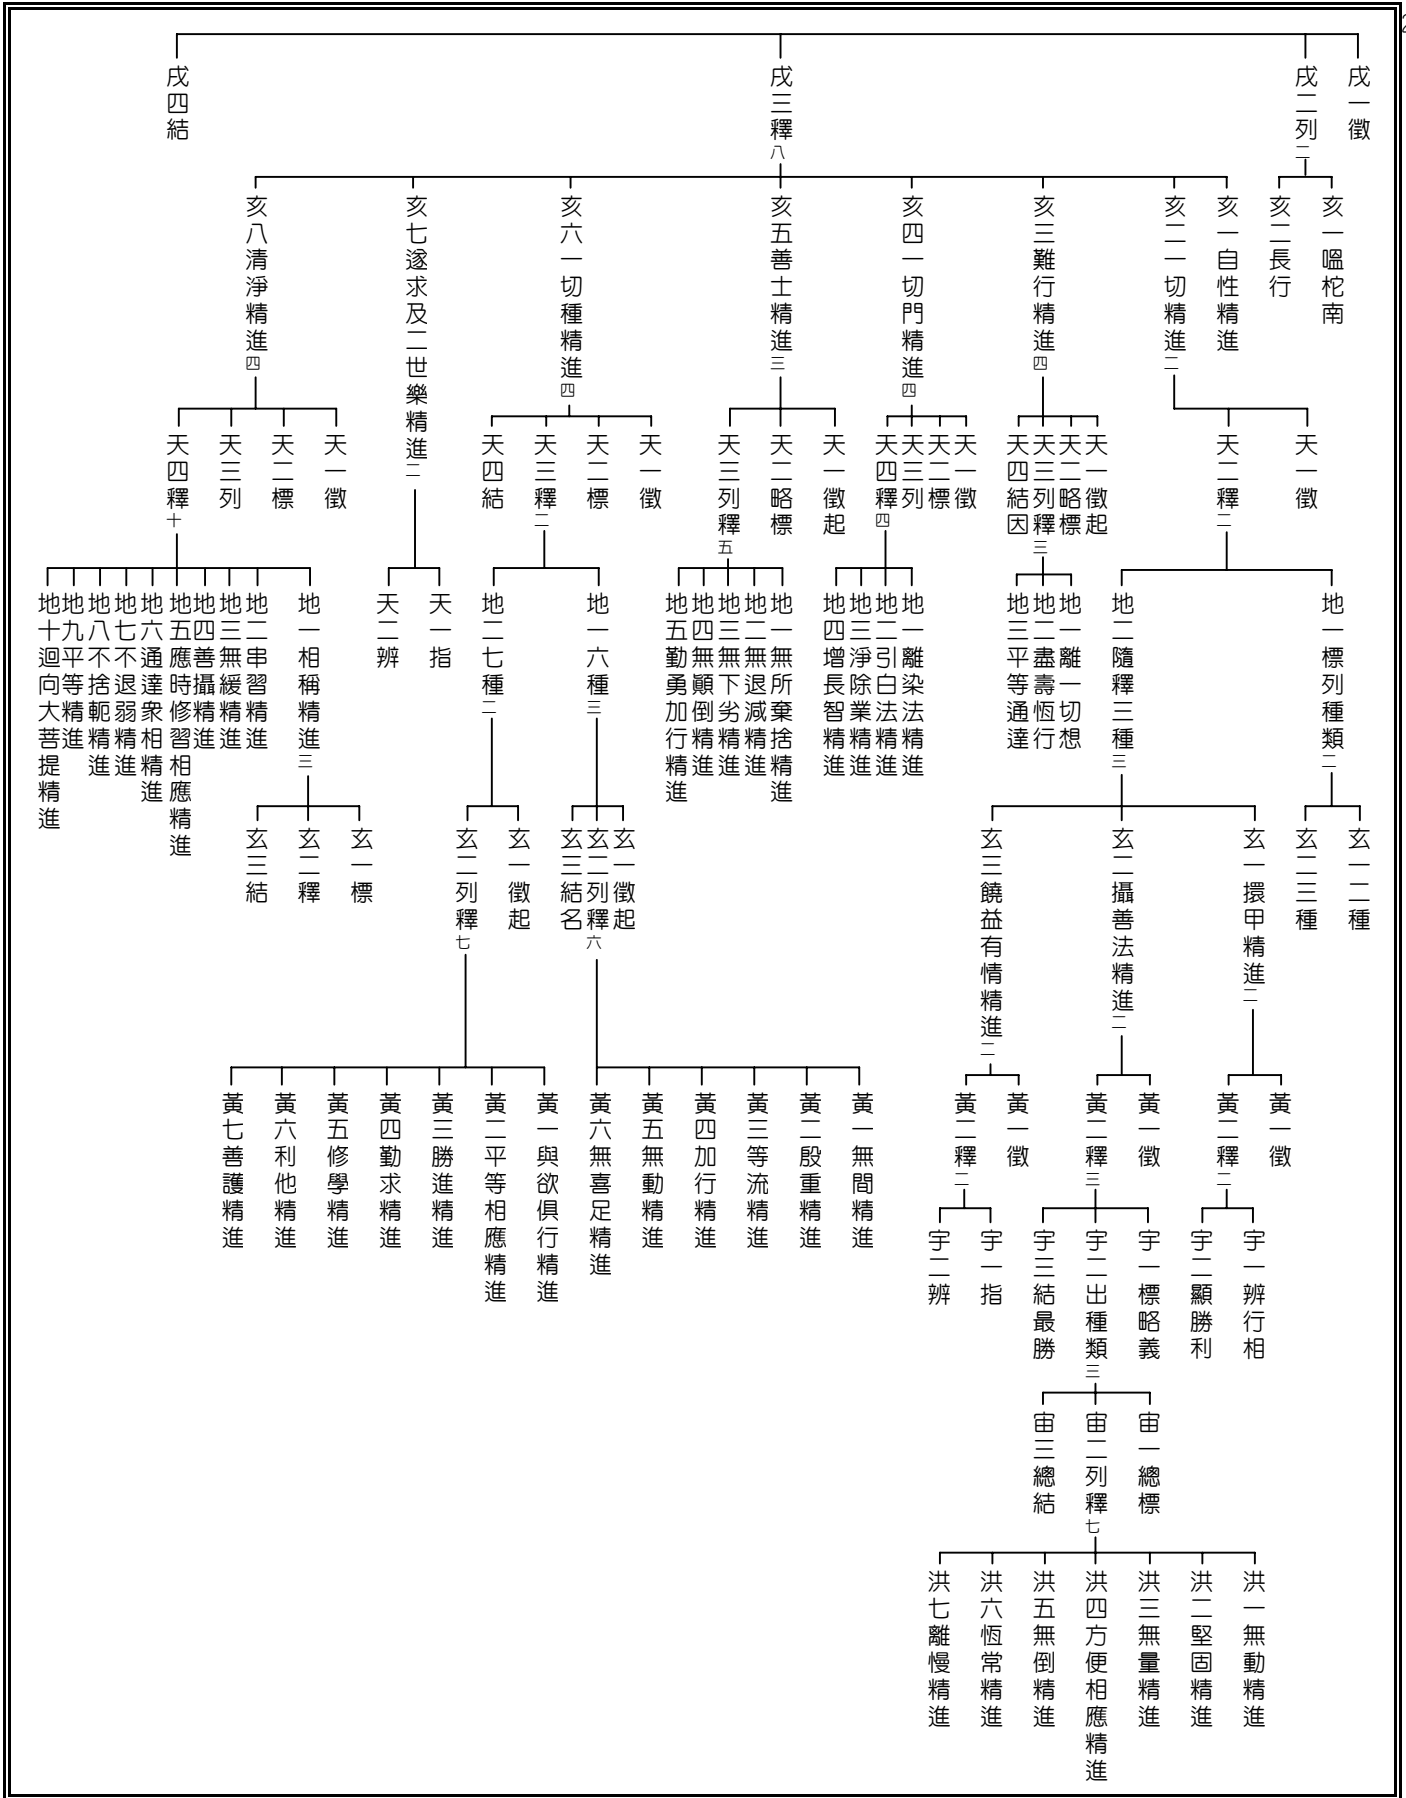 戌一徵
戌二列二
戌三釋八
戌四結
亥一嗢柁南
亥二長行
亥一自性精進
亥二一切精進二
亥三難行精進四
亥四一切門精進四
亥五善士精進三
亥六一切種精進四
亥七遂求及二世樂精進二
亥八清淨精進四
天一徵
天二釋二
天一徵起
天二略標
天三列釋三
天四結因
天一徵
天二標
天三列
天四釋四
天一徵起
天二略標
天三列釋五
天一徵
天二標
天三釋二
天四結
天一徵
天二標
天三列
天四釋十
地一標列種類二
地二隨釋三種三
地一離一切想
地二盡壽恆行
地三平等通達
地一離染法精進
地二引白法精進
地三淨除業精進
地四增長智精進
地一無所棄捨精進
地二無退減精進
地三無下劣精進
地四無顚倒精進
地五勤勇加行精進
地一六種三
地二七種二
天一指
天二辨
地一相稱精進三
地二串習精進
地三無緩精進
地四善攝精進
地五應時修習相應精進
地六通達衆相精進
地七不退弱精進
地八不捨軛精進
地九平等精進
地十迴向大菩提精進
玄一二種
玄二三種
玄一擐甲精進二
玄二攝善法精進二
玄三饒益有情精進二
玄一徵起
玄二列釋六
玄三結名
玄一徵起
玄二列釋七
玄一標
玄二釋
玄三結
黃一徵
黃二釋二
黃一徵
黃二釋三
黃一徵
黃二釋二
黃一無間精進
黃二殷重精進
黃三等流精進
黃四加行精進
黃五無動精進
黃六無喜足精進
黃一與欲俱行精進
黃二平等相應精進
黃三勝進精進
黃四勤求精進
黃五修學精進
黃六利他精進
黃七善護精進
宇一辨行相
宇二顯勝利
宇一標略義
宇二出種類三
宇三結最勝
宇一指
宇二辨
宙一總標
宙二列釋七
宙三總結
洪一無動精進
洪二堅固精進
洪三無量精進
洪四方便相應精進
洪五無倒精進
洪六恆常精進
洪七離慢精進